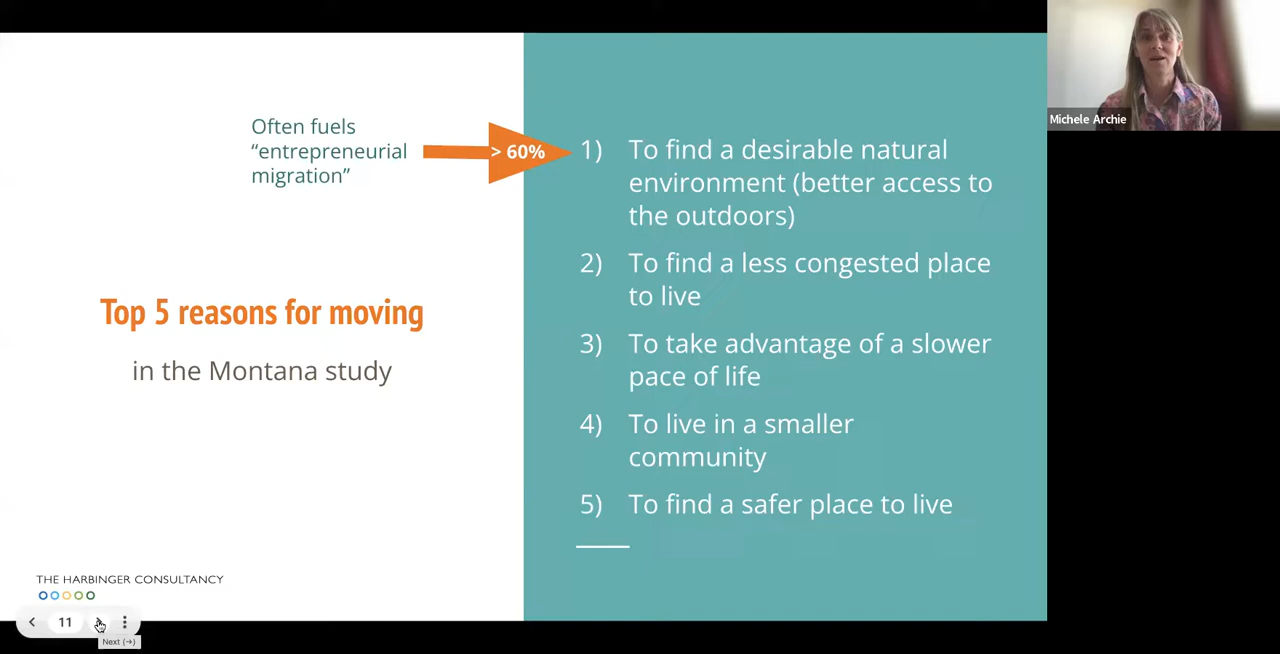 Often fuels
“entrepreneurial
migration”
> 60%
Top 5 reasons for moving
in the Montana study
1) To find a desirable natural
environment (better access to
the outdoors)
2) To find a less congested place
to live
3) To take advantage of a slower
pace of life
4) To live in a smaller
community
5) To find a safer place to live
THE HARBINGER CONSULTANCY
11
Next (→)
Michele Archie